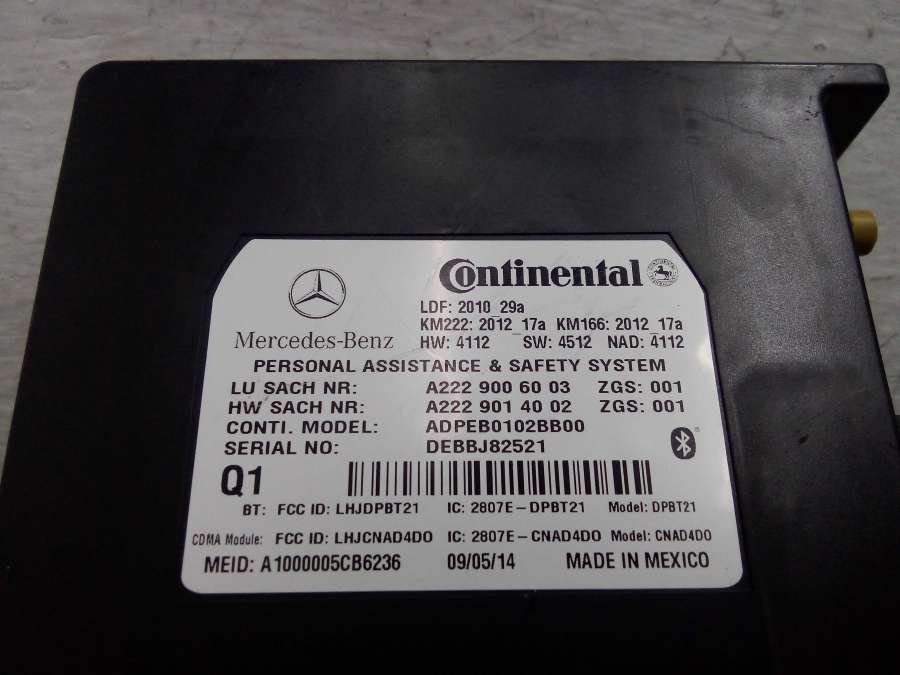 Continental
Mercedes-Benz
LDF: 2010_29a
KM222: 2012_17a KM166: 2012_17a
HW: 4112 SW: 4512 NAD: 4112
PERSONAL ASSISTANCE & SAFETY SYSTEM
LU SACH NR: A222 900 60 03 ZGS: 001
HW SACH NR: A222 901 40 02 ZGS: 001
CONTI. MODEL: ADPEB0102BB00
SERIAL NO: DEBBJ82521
Q1
BT: FCC ID: LHJDPBT21 IC: 2807E-DPBT21 Model: DPBT21
CDMA Module: FCC ID: LHJCNAD4DO IC: 2807E-CNAD4DO Model: CNAD4DO
MEID: A1000005CB6236 09/05/14 MADE IN MEXICO